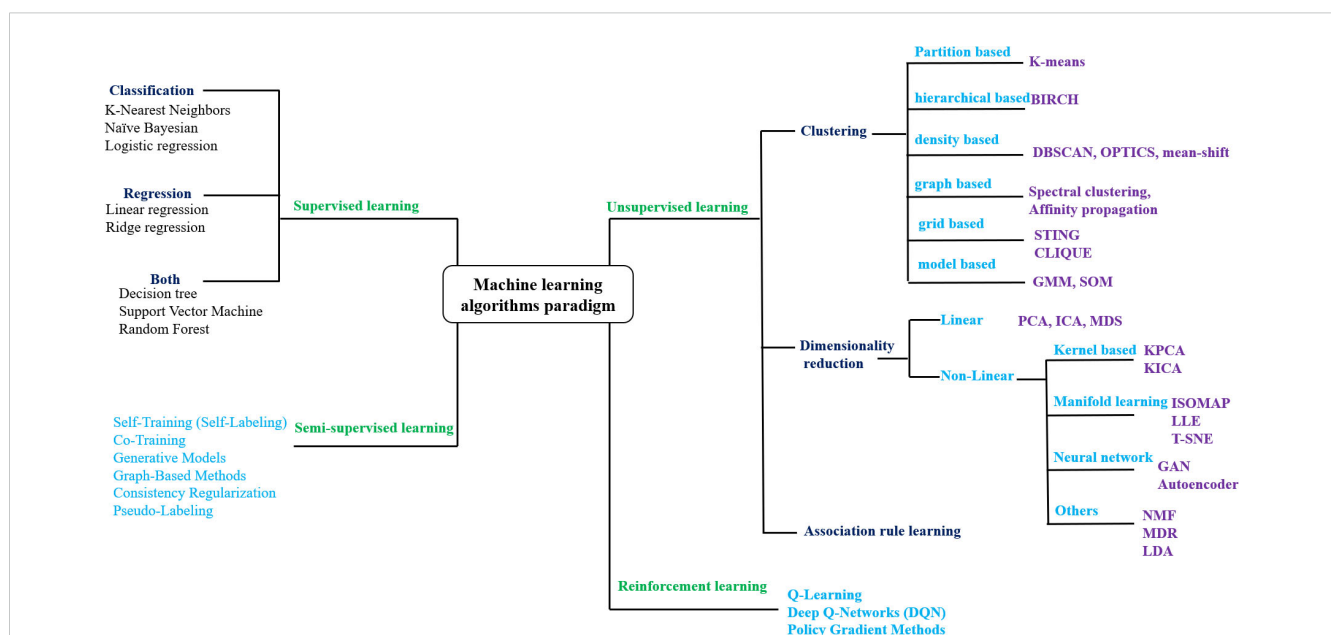 Machine learning
algorithms paradigm
Supervised learning
Classification
K-Nearest Neighbors
Naïve Bayesian
Logistic regression
Regression
Linear regression
Ridge regression
Both
Decision tree
Support Vector Machine
Random Forest
Semi-supervised learning
Self-Training (Self-Labeling)
Co-Training
Generative Models
Graph-Based Methods
Consistency Regularization
Pseudo-Labeling
Unsupervised learning
Clustering
Partition based
K-means
hierarchical based
BIRCH
density based
DBSCAN, OPTICS, mean-shift
graph based
Spectral clustering,
Affinity propagation
grid based
STING
CLIQUE
model based
GMM, SOM
Dimensionality
reduction
Linear
PCA, ICA, MDS
Non-Linear
Kernel based
KPCA
KICA
Manifold learning
ISOMAP
LLE
T-SNE
Neural network
GAN
Autoencoder
Others
NMF
MDR
LDA
Association rule learning
Reinforcement learning
Q-Learning
Deep Q-Networks (DQN)
Policy Gradient Methods